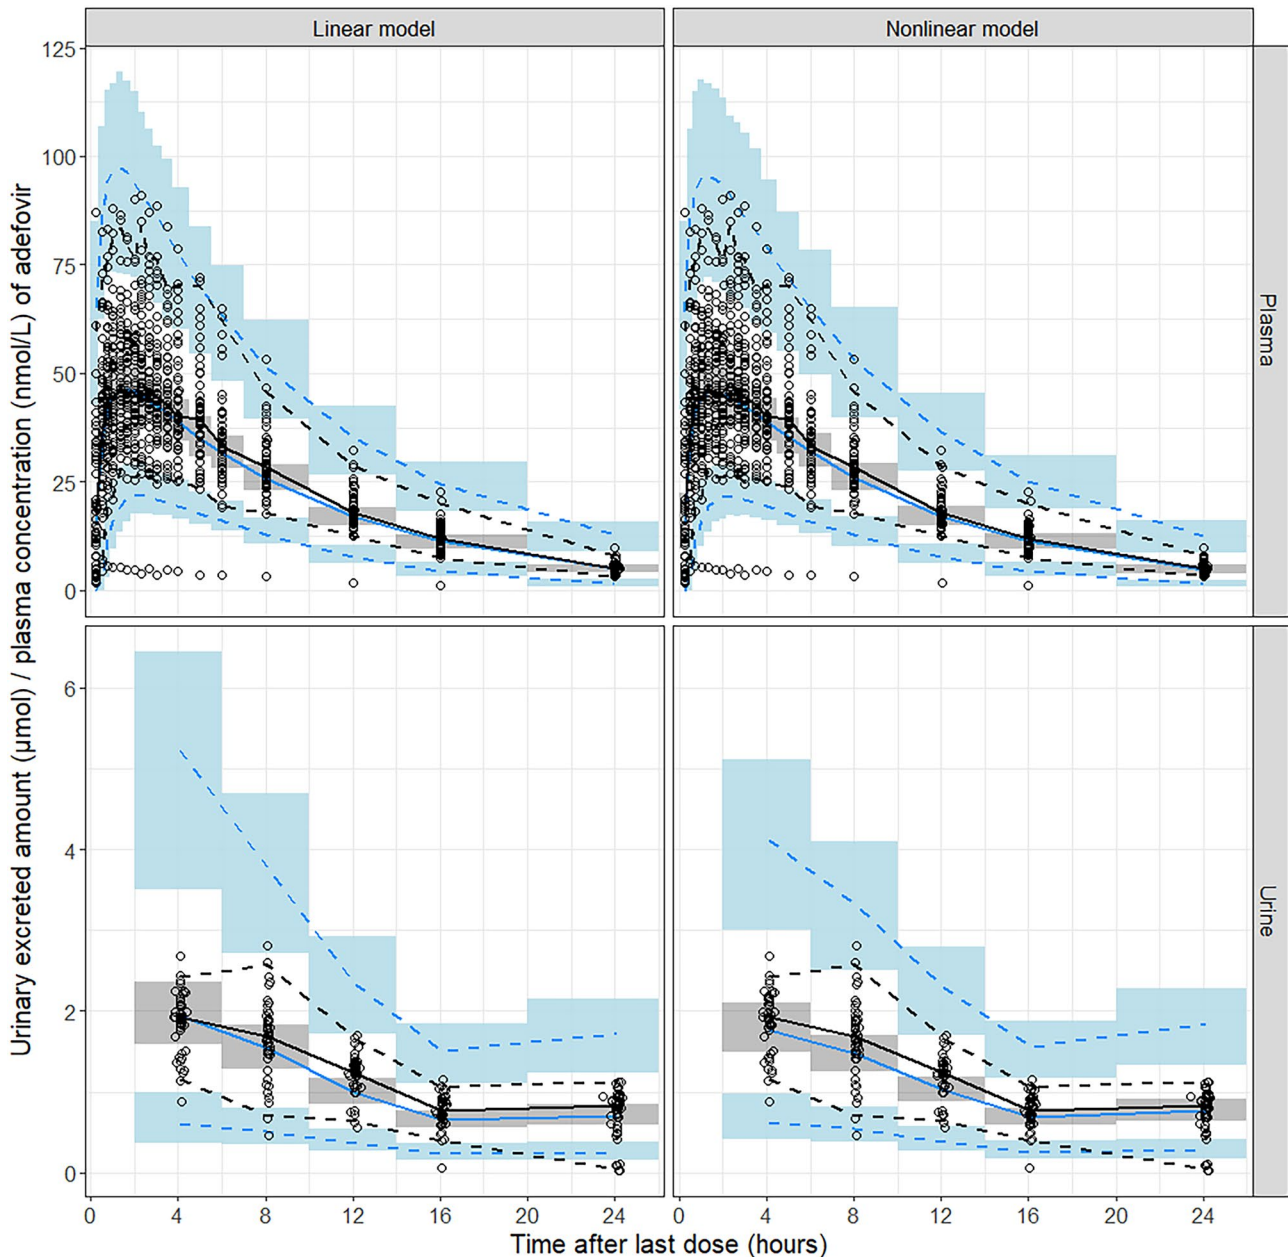 Linear model
Nonlinear model
Urinary excreted amount (µmol) / plasma concentration (nmol/L) of adefovir
125
100
75
50
25
0
Plasma
6
4
2
0
Urine
0 4 8 12 16 20 24
0 4 8 12 16 20 24
Time after last dose (hours)